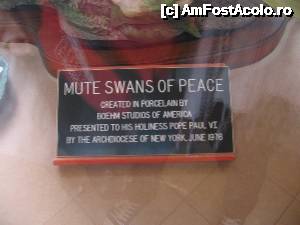 [c] AmFostAcolo.ro
MUTE SWANS OF PEACE
CREATED IN PORCELAIN BY
BOEHM STUDIOS OF AMERICA
PRESENTED TO HIS HOLINESS POPE PAUL VI
BY THE ARCHDIOCESE OF NEW YORK, JUNE 1976